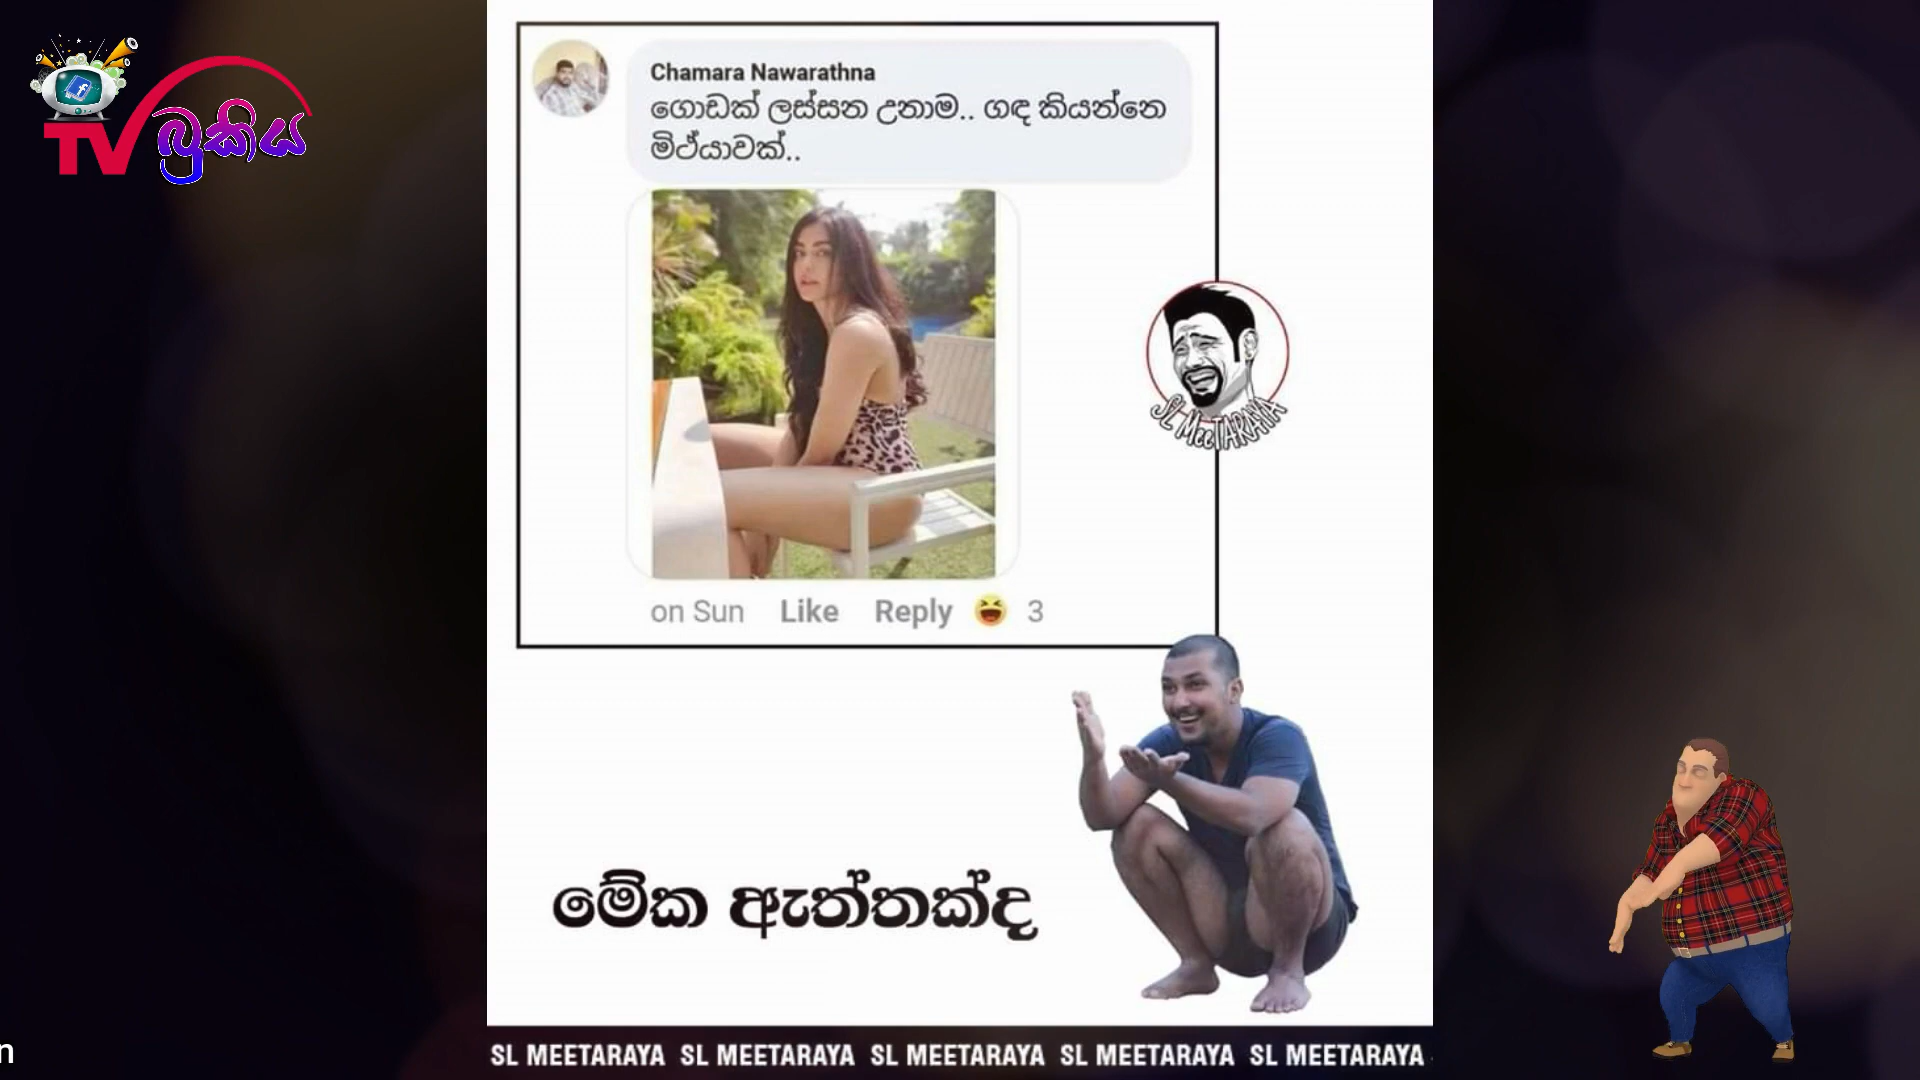 TV බුකිය
Chamara Nawarathna
ගොඩක් ලස්සන උනාම.. ගඳ කියන්නෙ
මිථ්යාවක්..
SL MeeTARAYA
on Sun Like Reply 3
මේක ඇත්තක්ද
n
SL MEETARAYA SL MEETARAYA SL MEETARAYA SL MEETARAYA SL MEETARAYA